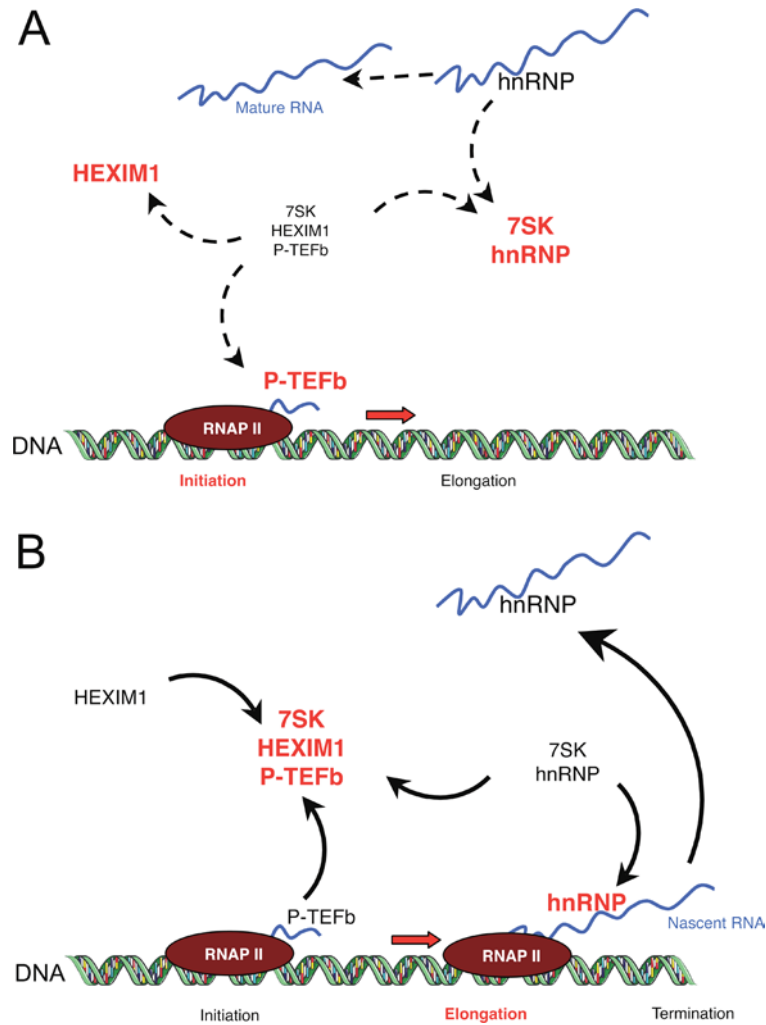 A
hnRNP
Mature RNA
HEXIM1
7SK
HEXIM1
P-TEFb
7SK
hnRNP
P-TEFb
RNAP II
DNA
Initiation
Elongation
B
hnRNP
HEXIM1
7SK
HEXIM1
P-TEFb
7SK
hnRNP
hnRNP
P-TEFb
Nascent RNA
RNAP II
RNAP II
DNA
Initiation
Elongation
Termination